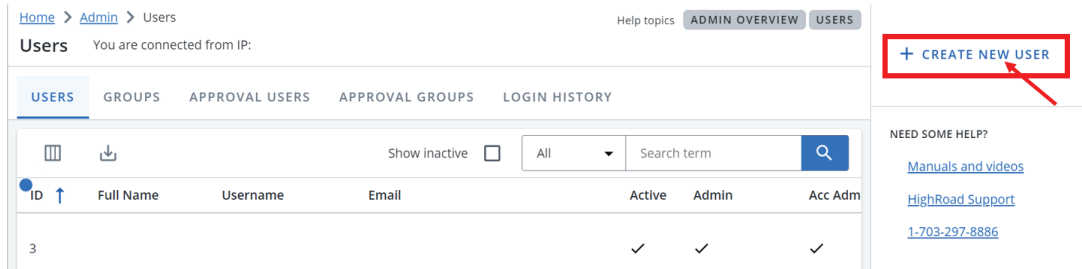 Home > Admin > Users
Help topics ADMIN OVERVIEW USERS
Users You are connected from IP:
+ CREATE NEW USER
USERS GROUPS APPROVAL USERS APPROVAL GROUPS LOGIN HISTORY
NEED SOME HELP?
Show inactive All Search term
Manuals and videos
ID ↑ Full Name Username Email Active Admin Acc Adm
HighRoad Support
1-703-297-8886
3 ✓ ✓ ✓